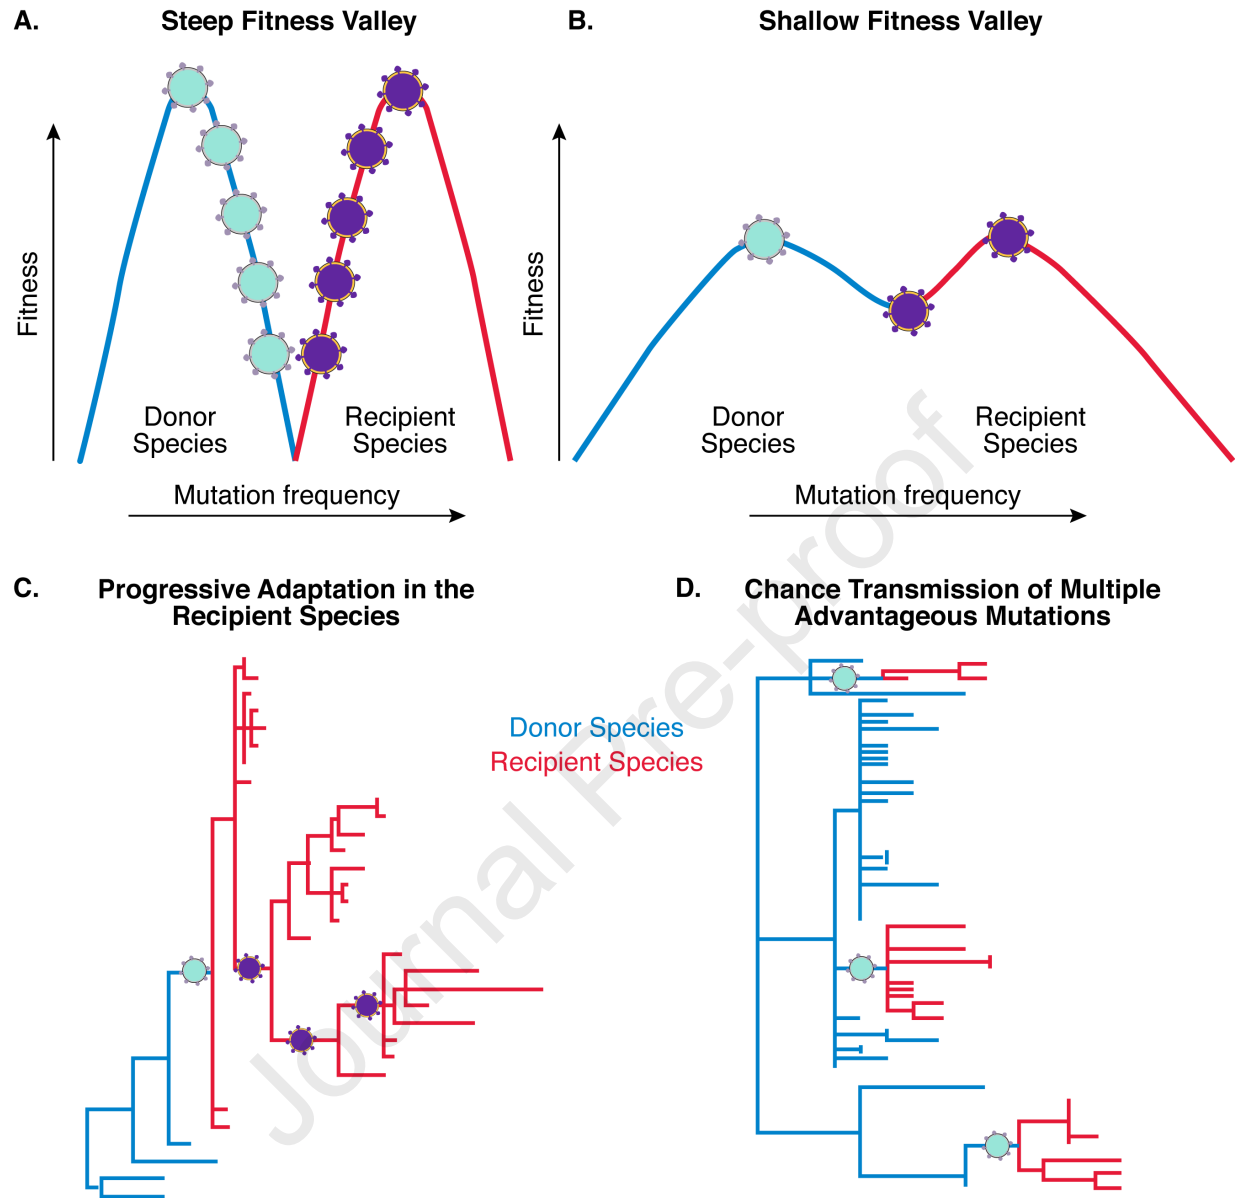 A.
Steep Fitness Valley
Fitness
Donor
Species
Recipient
Species
Mutation frequency
B.
Shallow Fitness Valley
Fitness
Donor
Species
Recipient
Species
Mutation frequency
C.
Progressive Adaptation in the
Recipient Species
D.
Chance Transmission of Multiple
Advantageous Mutations
Donor Species
Recipient Species
Journal Pre-proof